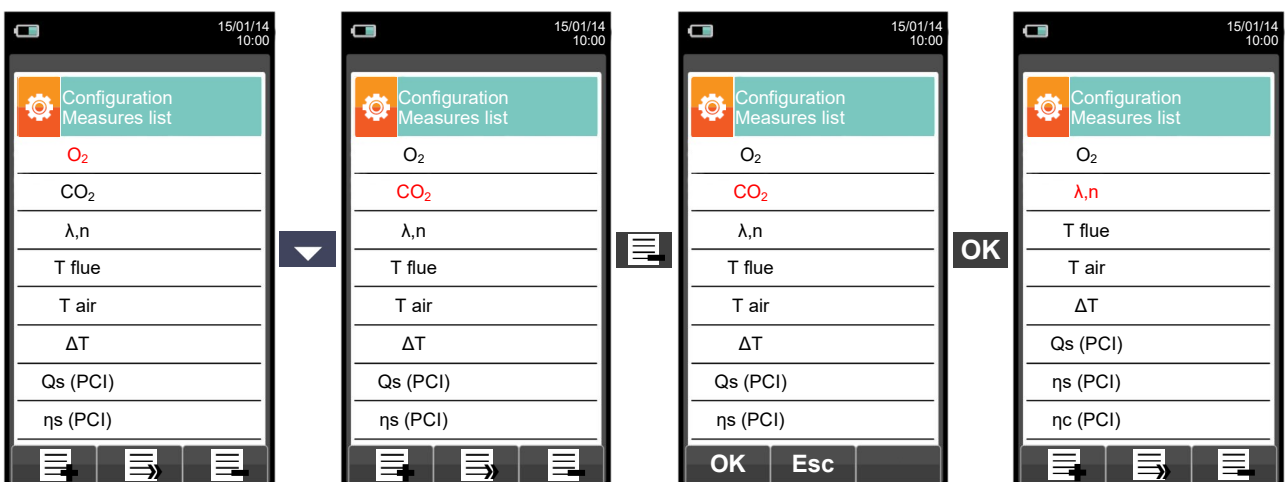 15/01/14
10:00
Configuration
Measures list
O₂
CO₂
λ,n
T flue
T air
ΔT
Qs (PCI)
ηs (PCI)
15/01/14
10:00
Configuration
Measures list
O₂
CO₂
λ,n
T flue
T air
ΔT
Qs (PCI)
ηs (PCI)
15/01/14
10:00
Configuration
Measures list
O₂
CO₂
λ,n
T flue
T air
ΔT
Qs (PCI)
ηs (PCI)
OK Esc
OK
15/01/14
10:00
Configuration
Measures list
O₂
λ,n
T flue
T air
ΔT
Qs (PCI)
ηs (PCI)
ηc (PCI)